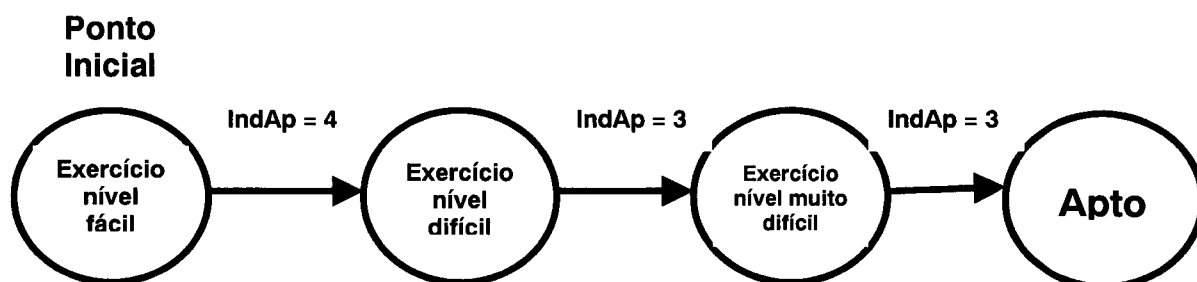 Ponto
Inicial
IndAp = 4
IndAp = 3
IndAp = 3
Exercício
nível
fácil
Exercício
nível
difícil
Exercício
nível muito
difícil
Apto